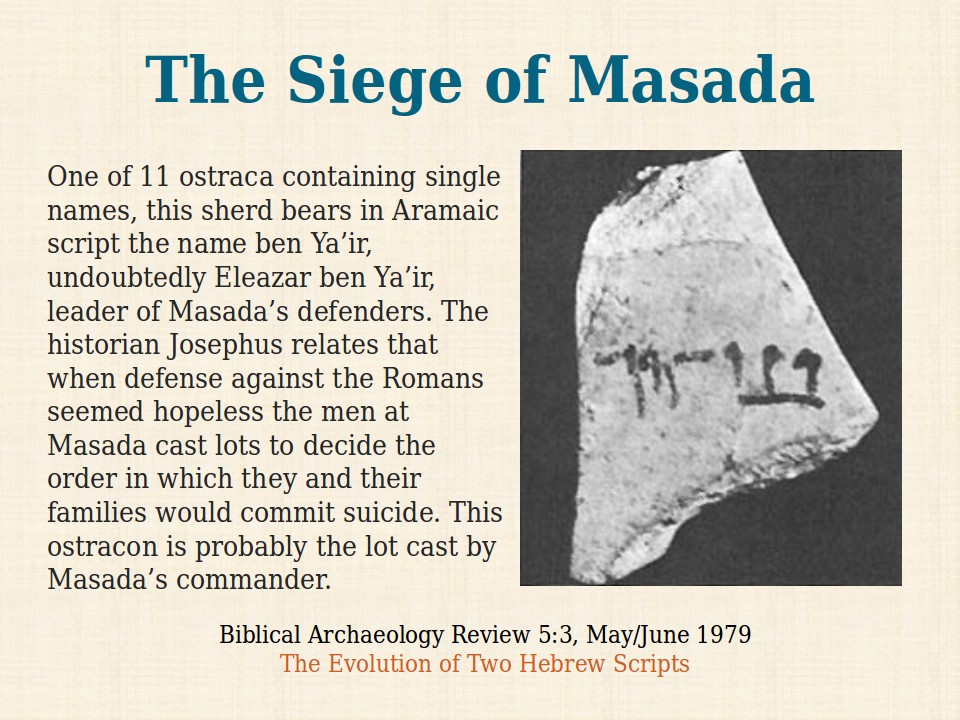 The Siege of Masada
One of 11 ostraca containing single
names, this sherd bears in Aramaic
script the name ben Ya’ir,
undoubtedly Eleazar ben Ya’ir,
leader of Masada’s defenders. The
historian Josephus relates that
when defense against the Romans
seemed hopeless the men at
Masada cast lots to decide the
order in which they and their
families would commit suicide. This
ostracon is probably the lot cast by
Masada’s commander.
בן יאיר
Biblical Archaeology Review 5:3, May/June 1979
The Evolution of Two Hebrew Scripts